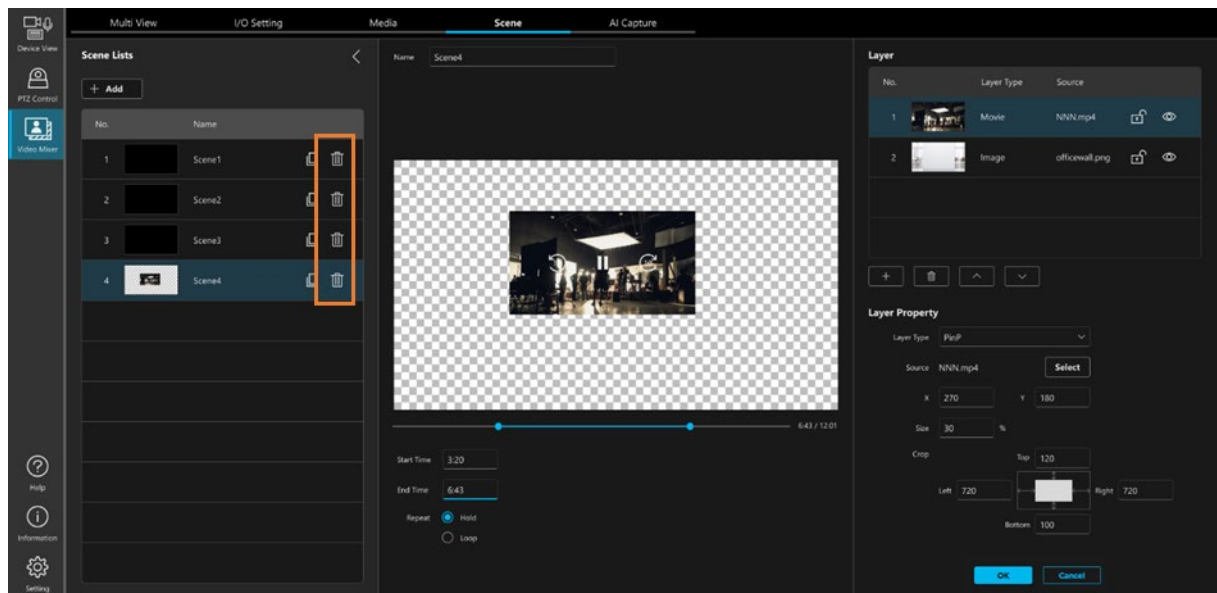 Multi View
I/O Setting
Media
Scene
AI Capture
Device View
PTZ Control
Video Mixer
Help
Information
Setting
Scene Lists
+ Add
No. Name
1 Scene1
2 Scene2
3 Scene3
4 Scene4
Name Scene4
6:43 / 12:01
Start Time 3:20
End Time 6:43
Repeat Hold
Loop
Layer
No. Layer Type Source
1 Movie NNN.mp4
2 Image officewall.png
Layer Property
Layer Type PinP
Source NNN.mp4 Select
X 270 Y 180
Size 30 %
Crop Top 120
Left 720 Right 720
Bottom 100
OK Cancel